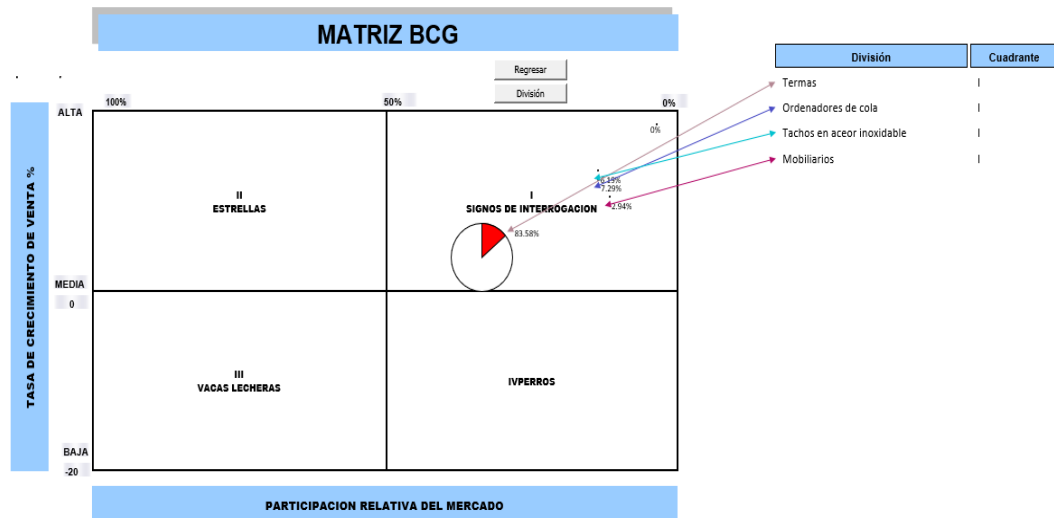 MATRIZ BCG
Regresar
División
División Cuadrante
Termas I
Ordenadores de cola I
Tachos en aceor inoxidable I
Mobiliarios I
100% 50% 0%
ALTA
0%
6.19%
7.29%
2.94%
II
ESTRELLAS
I
SIGNOS DE INTERROGACION
83.58%
MEDIA
0
TASA DE CRECIMIENTO DE VENTA %
III
VACAS LECHERAS
IVPERROS
BAJA
-20
PARTICIPACION RELATIVA DEL MERCADO